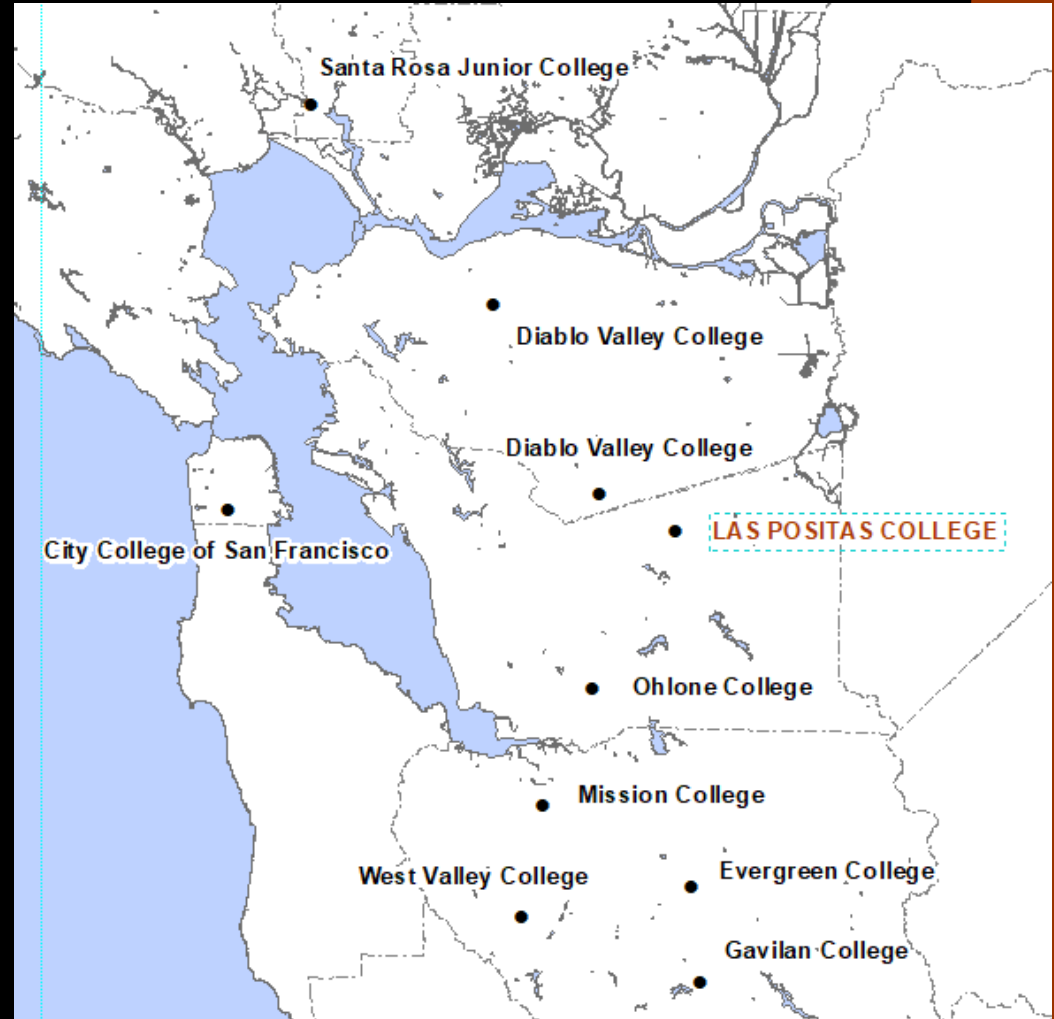 Santa Rosa Junior College
Diablo Valley College
Diablo Valley College
LAS POSITAS COLLEGE
City College of San Francisco
Ohlone College
Mission College
Evergreen College
West Valley College
Gavilan College